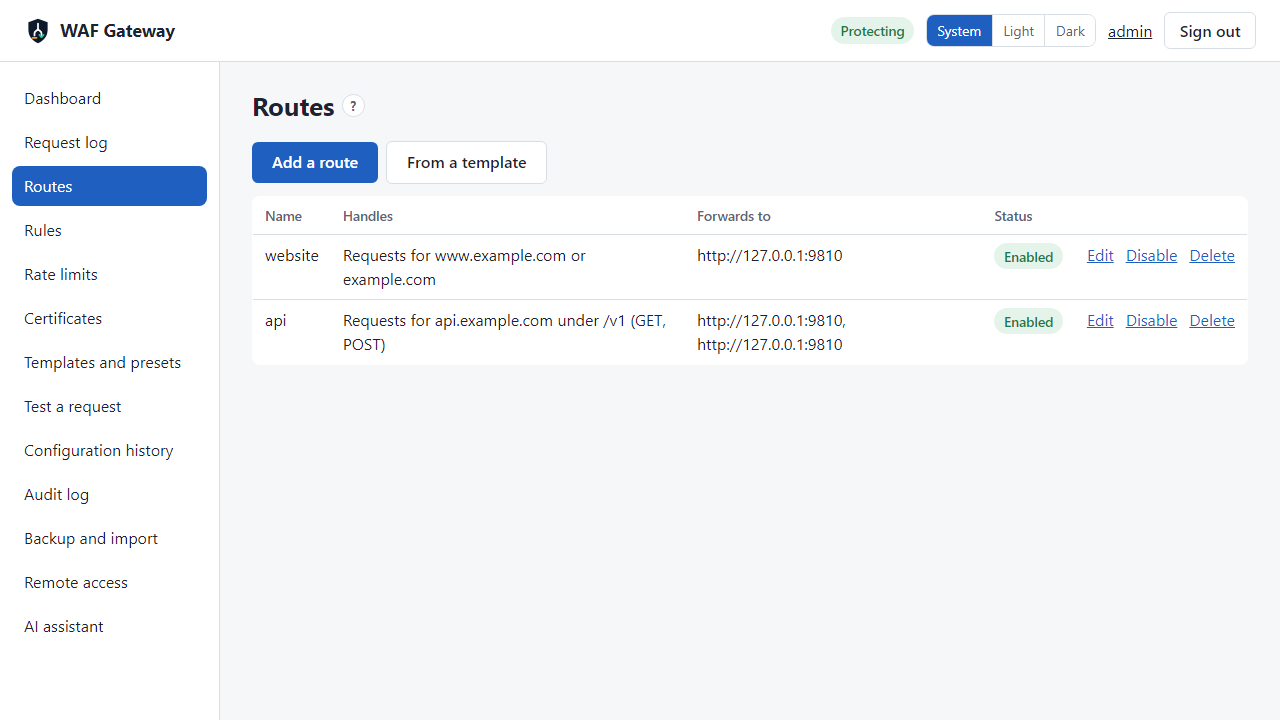 WAF Gateway
Protecting
System
Light
Dark
admin
Sign out
Dashboard
Request log
Routes
Rules
Rate limits
Certificates
Templates and presets
Test a request
Configuration history
Audit log
Backup and import
Remote access
AI assistant
Routes ?
Add a route
From a template
Name Handles Forwards to Status
website Requests for www.example.com or http://127.0.0.1:9810 Enabled Edit Disable Delete
example.com
api Requests for api.example.com under /v1 (GET, http://127.0.0.1:9810, Enabled Edit Disable Delete
POST) http://127.0.0.1:9810